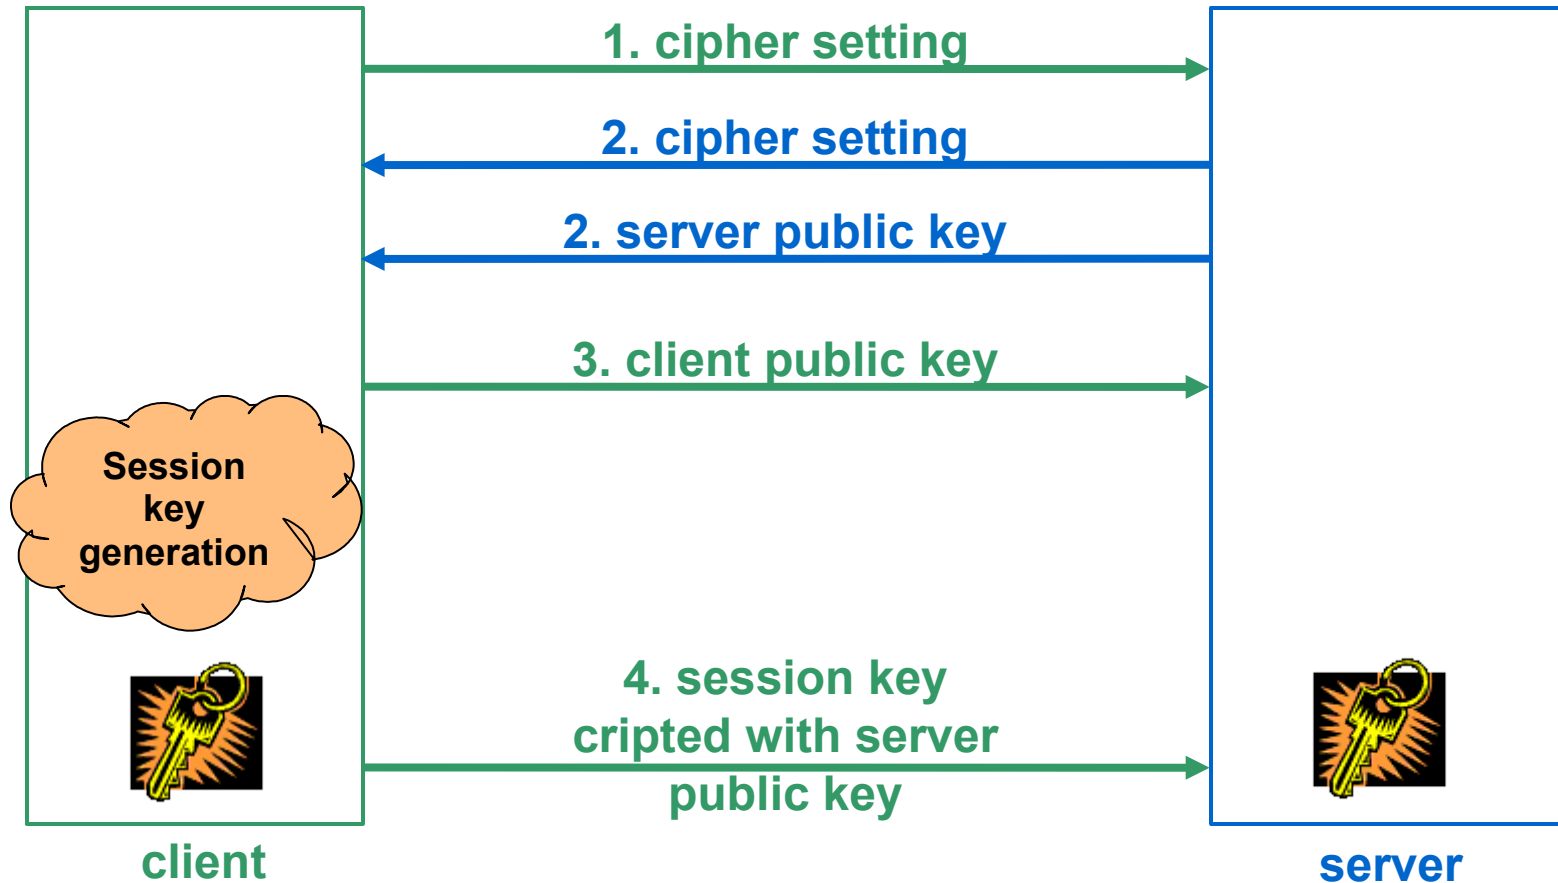 1. cipher setting
2. cipher setting
2. server public key
3. client public key
Session
key
generation
4. session key
cripted with server
public key
client
server